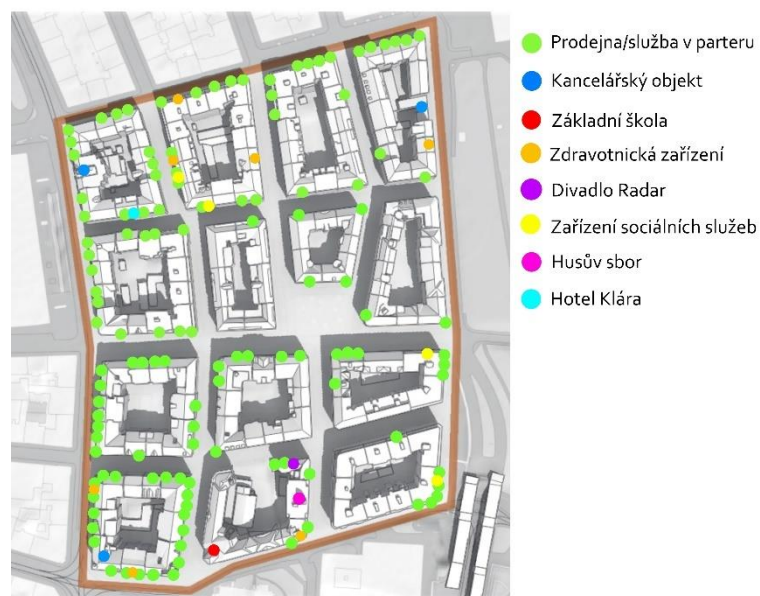 Prodejna/služba v parteru
Kancelářský objekt
Základní škola
Zdravotnická zařízení
Divadlo Radar
Zařízení sociálních služeb
Husův sbor
Hotel Klára